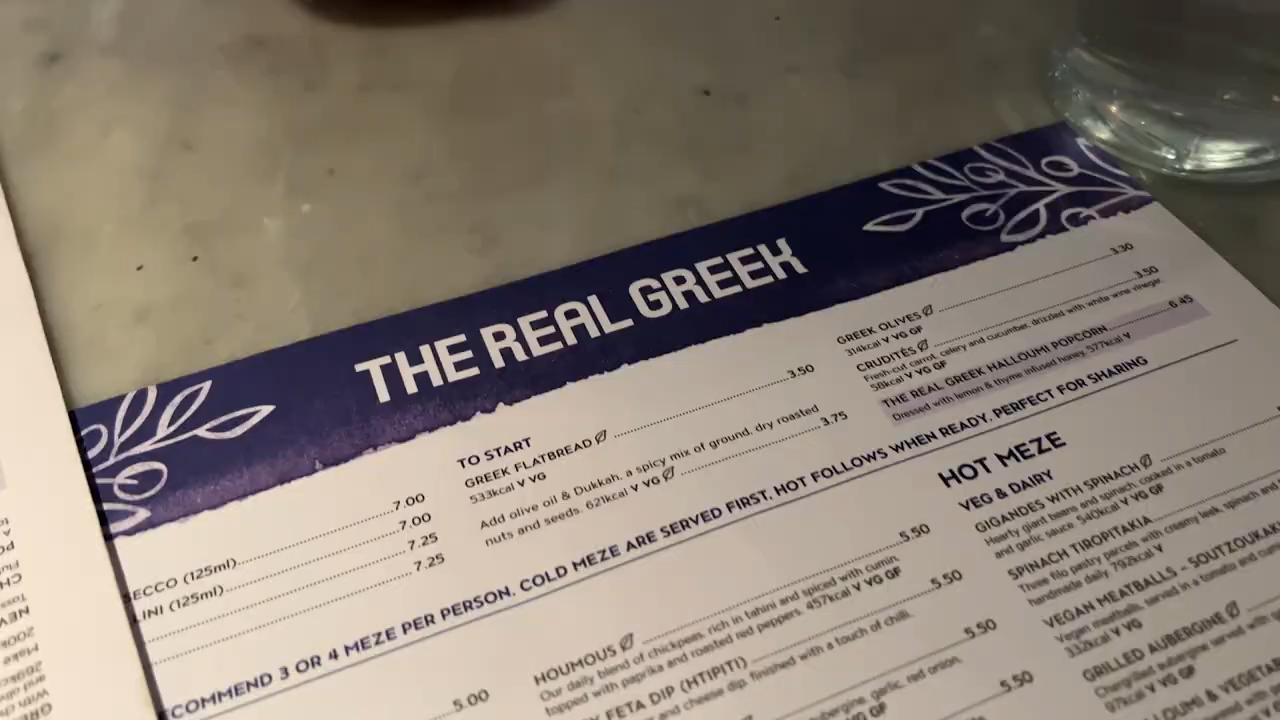 THE REAL GREEK
SECCO (125ml) 7.00
LINI (125ml) 7.00
7.25
7.25
TO START
GREEK FLATBREAD 3.50
533kcal V VG
Add olive oil & Dukkah, a spicy mix of ground, dry roasted
nuts and seeds. 621kcal V VG 3.75
GREEK OLIVES 3.30
314kcal V VG GF
CRUDITÉS 3.50
Fresh-cut carrot, celery and cucumber, drizzled with white wine vinegar.
58kcal V VG GF
THE REAL GREEK HALLOUMI POPCORN 6.45
Dressed with lemon & thyme infused honey. 577kcal V
COMMEND 3 OR 4 MEZE PER PERSON. COLD MEZE ARE SERVED FIRST, HOT FOLLOWS WHEN READY, PERFECT FOR SHARING
5.00
HOUMOUS 5.50
Our daily blend of chickpeas, rich in tahini and spiced with cumin,
topped with paprika and roasted red peppers. 457kcal V VG GF
FETA DIP (HTIPITI) 5.50
and cheese dip, finished with a touch of chilli.
5.50
aubergine, garlic, red onion,
GF
5.50
HOT MEZE
VEG & DAIRY
GIGANDES WITH SPINACH
Hearty giant beans and spinach, cooked in a tomato
and garlic sauce. 540kcal V VG GF
SPINACH TIROPITAKIA
Three filo pastry parcels with creamy leek, spinach and
handmade daily. 792kcal V
VEGAN MEATBALLS – SOUTZOUKAK
Vegan meatballs, served in a tomato and cum
332kcal V VG
GRILLED AUBERGINE
Chargrilled aubergine served with
97kcal V VG GF
LOUMI & VEGETA